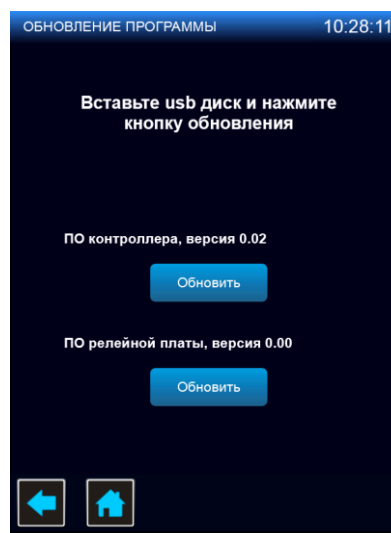 ОБНОВЛЕНИЕ ПРОГРАММЫ 10:28:11
Вставьте usb диск и нажмите
кнопку обновления
ПО контроллера, версия 0.02
Обновить
ПО релейной платы, версия 0.00
Обновить